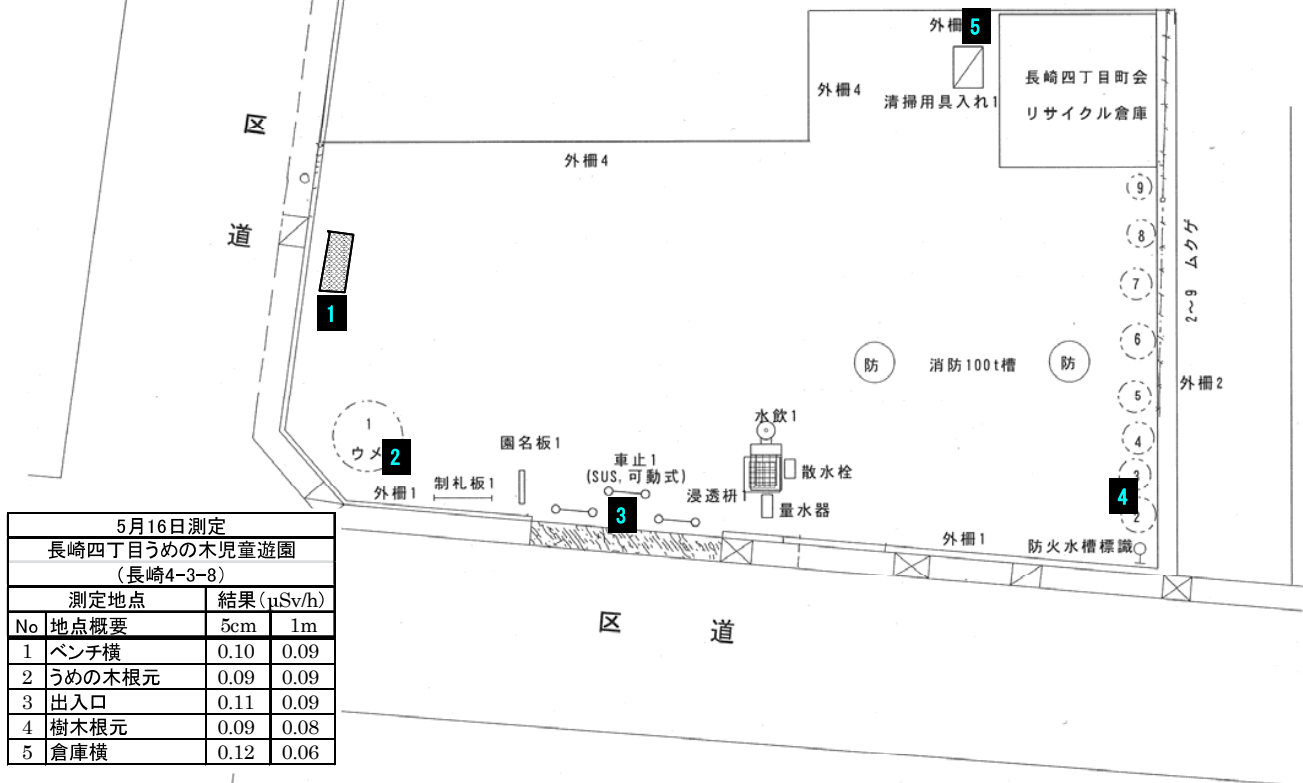 外柵
5
長崎四丁目町会
リサイクル倉庫
外柵4
清掃用具入れ1
区
道
外柵4
9
8
7
6
5
4
3
2
2～9 ムクゲ
外柵2
1
防
消防100t槽
防
1
ウメ
2
水飲1
園名板1
車止1
(SUS,可動式)
散水栓
制札板1
外柵1
浸透枡1
量水器
3
4
外柵1
防火水槽標識
区 道
5月16日測定
長崎四丁目うめの木児童遊園
（長崎4-3-8）
測定地点 結果(μSv/h)
No 地点概要 5cm 1m
1 ベンチ横 0.10 0.09
2 うめの木根元 0.09 0.09
3 出入口 0.11 0.09
4 樹木根元 0.09 0.08
5 倉庫横 0.12 0.06